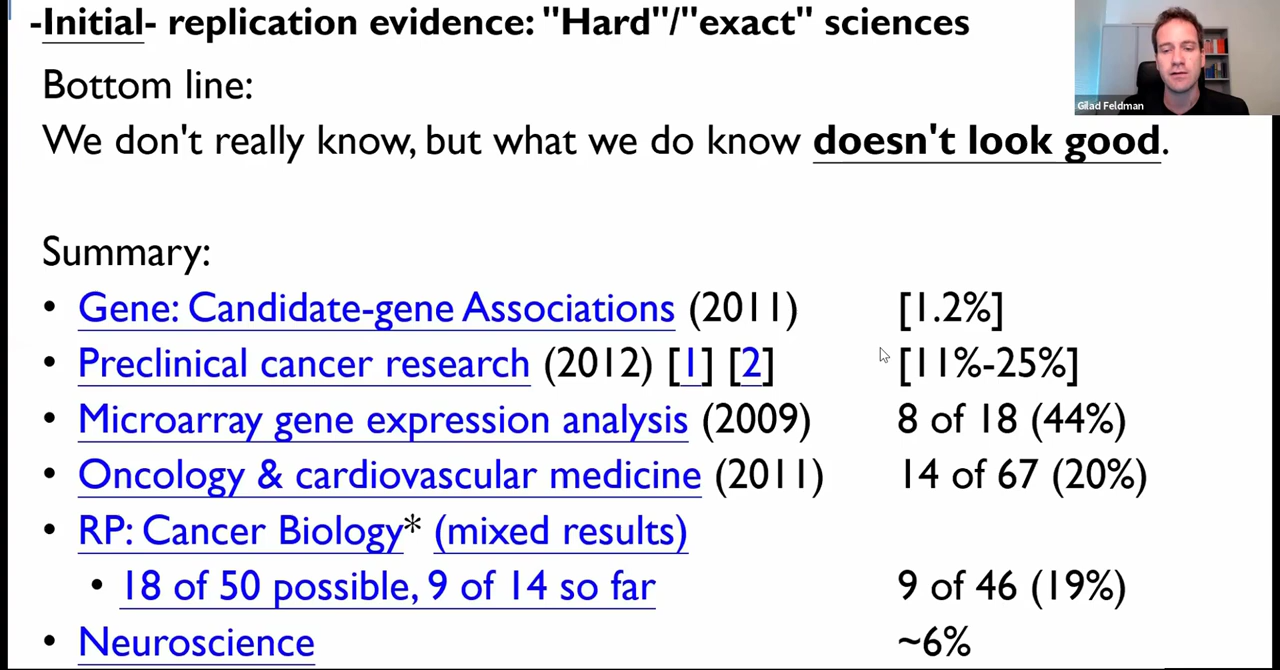 -Initial- replication evidence: "Hard"/"exact" sciences
Gilad Feldman
Bottom line:
We don't really know, but what we do know doesn't look good.
Summary:
• Gene: Candidate-gene Associations (2011) [1.2%]
• Preclinical cancer research (2012) [1] [2] [11%-25%]
• Microarray gene expression analysis (2009) 8 of 18 (44%)
• Oncology & cardiovascular medicine (2011) 14 of 67 (20%)
• RP: Cancer Biology* (mixed results)
• 18 of 50 possible, 9 of 14 so far 9 of 46 (19%)
• Neuroscience ~6%